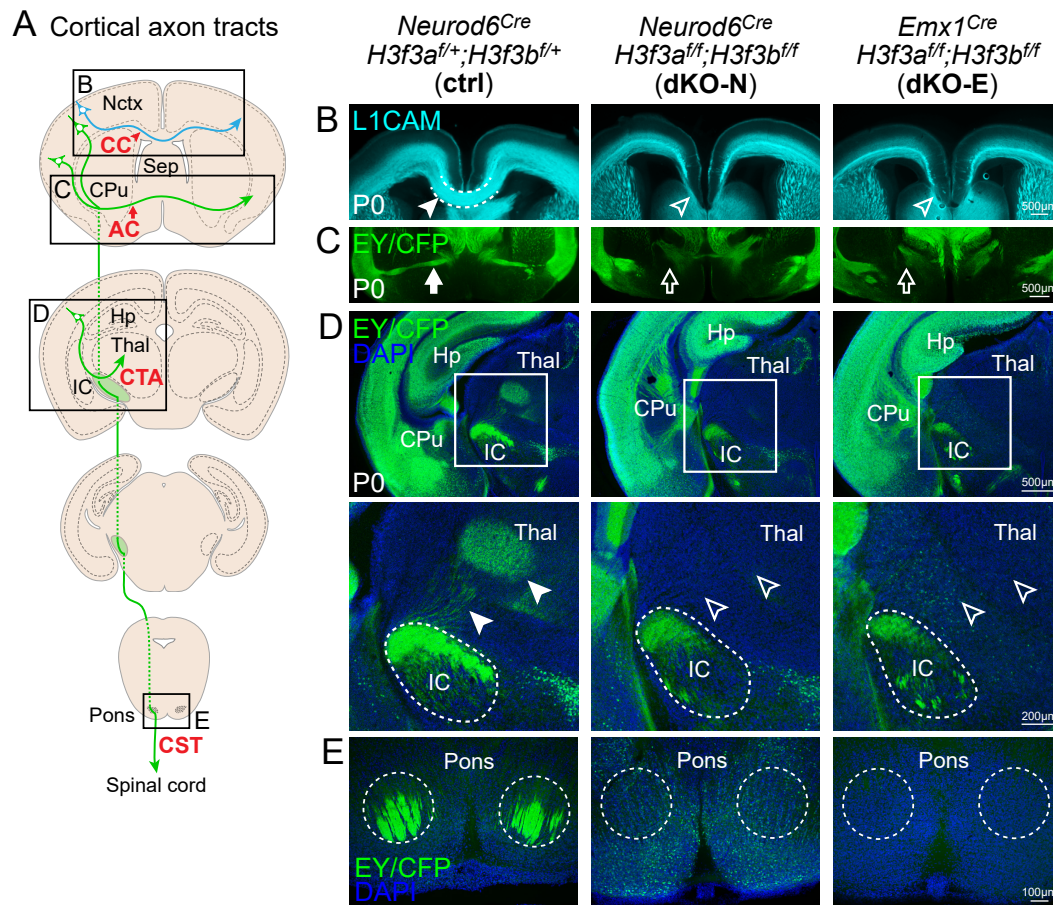 A Cortical axon tracts
B
Nctx
CC
Sep
C
CPu
AC
D
Hp
Thal
CTA
IC
Pons
E
CST
Spinal cord
Neurod6Cre
H3f3af/+;H3f3bf/+
(ctrl)
Neurod6Cre
H3f3af/f;H3f3bf/f
(dKO-N)
Emx1Cre
H3f3af/f;H3f3bf/f
(dKO-E)
B
L1CAM
P0
500µm
C
EY/CFP
P0
500µm
D
EY/CFP
DAPI
Hp
Thal
CPu
IC
P0
Hp
Thal
CPu
IC
Hp
Thal
CPu
IC
500µm
Thal
IC
Thal
IC
Thal
IC
200µm
E
Pons
EY/CFP
DAPI
Pons
Pons
100µm